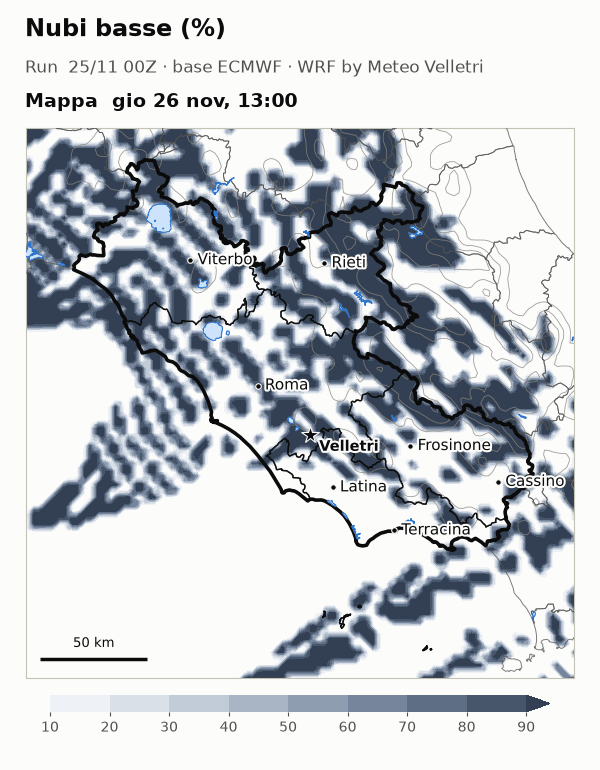 Nubi basse (%)
Run  25/11 00Z · base ECMWF · WRF by Meteo Velletri
Mappa  gio 26 nov, 13:00
Viterbo
Rieti
Roma
Velletri
Frosinone
Cassino
Latina
Terracina
50 km
10 20 30 40 50 60 70 80 90